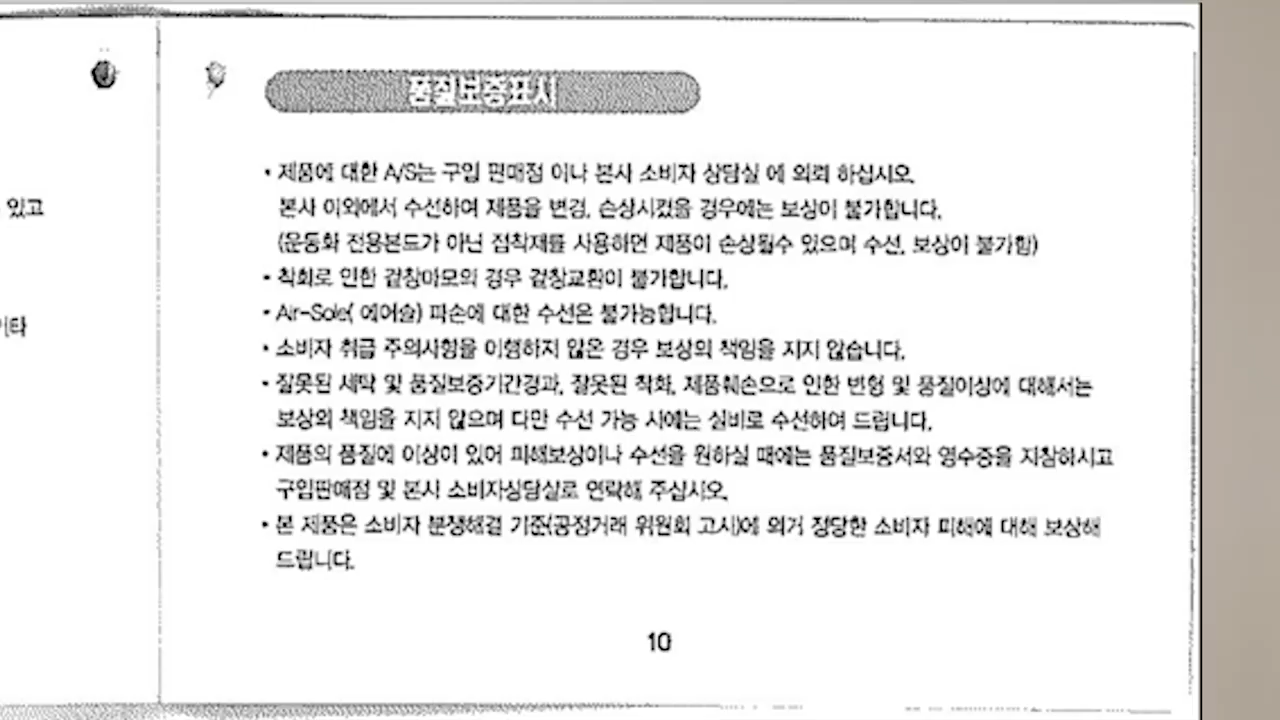 품질보증표시
있고
기타
• 제품에 대한 A/S는 구입 판매점 이나 본사 소비자 상담실 에 의뢰 하십시오.
본사 이외에서 수선하여 제품을 변경, 손상시켰을 경우에는 보상이 불가합니다.
(운동화 전용본드가 아닌 접착제를 사용하면 제품이 손상될수 있으며 수선, 보상이 불가함)
• 착화로 인한 겉창마모의 경우 겉창교환이 불가합니다.
• Air-Sole( 에어솔) 파손에 대한 수선은 불가능합니다.
• 소비자 취급 주의사항을 이행하지 않은 경우 보상의 책임을 지지 않습니다.
• 잘못된 세탁 및 품질보증기간경과, 잘못된 착화, 제품훼손으로 인한 변형 및 품질이상에 대해서는
보상의 책임을 지지 않으며 다만 수선 가능 시에는 실비로 수선하여 드립니다.
• 제품의 품질에 이상이 있어 피해보상이나 수선을 원하실 때에는 품질보증서와 영수증을 지참하시고
구입판매점 및 본사 소비자상담실로 연락해 주십시오.
• 본 제품은 소비자 분쟁해결 기준(공정거래 위원회 고시)에 의거 정당한 소비자 피해에 대해 보상해
드립니다.
10